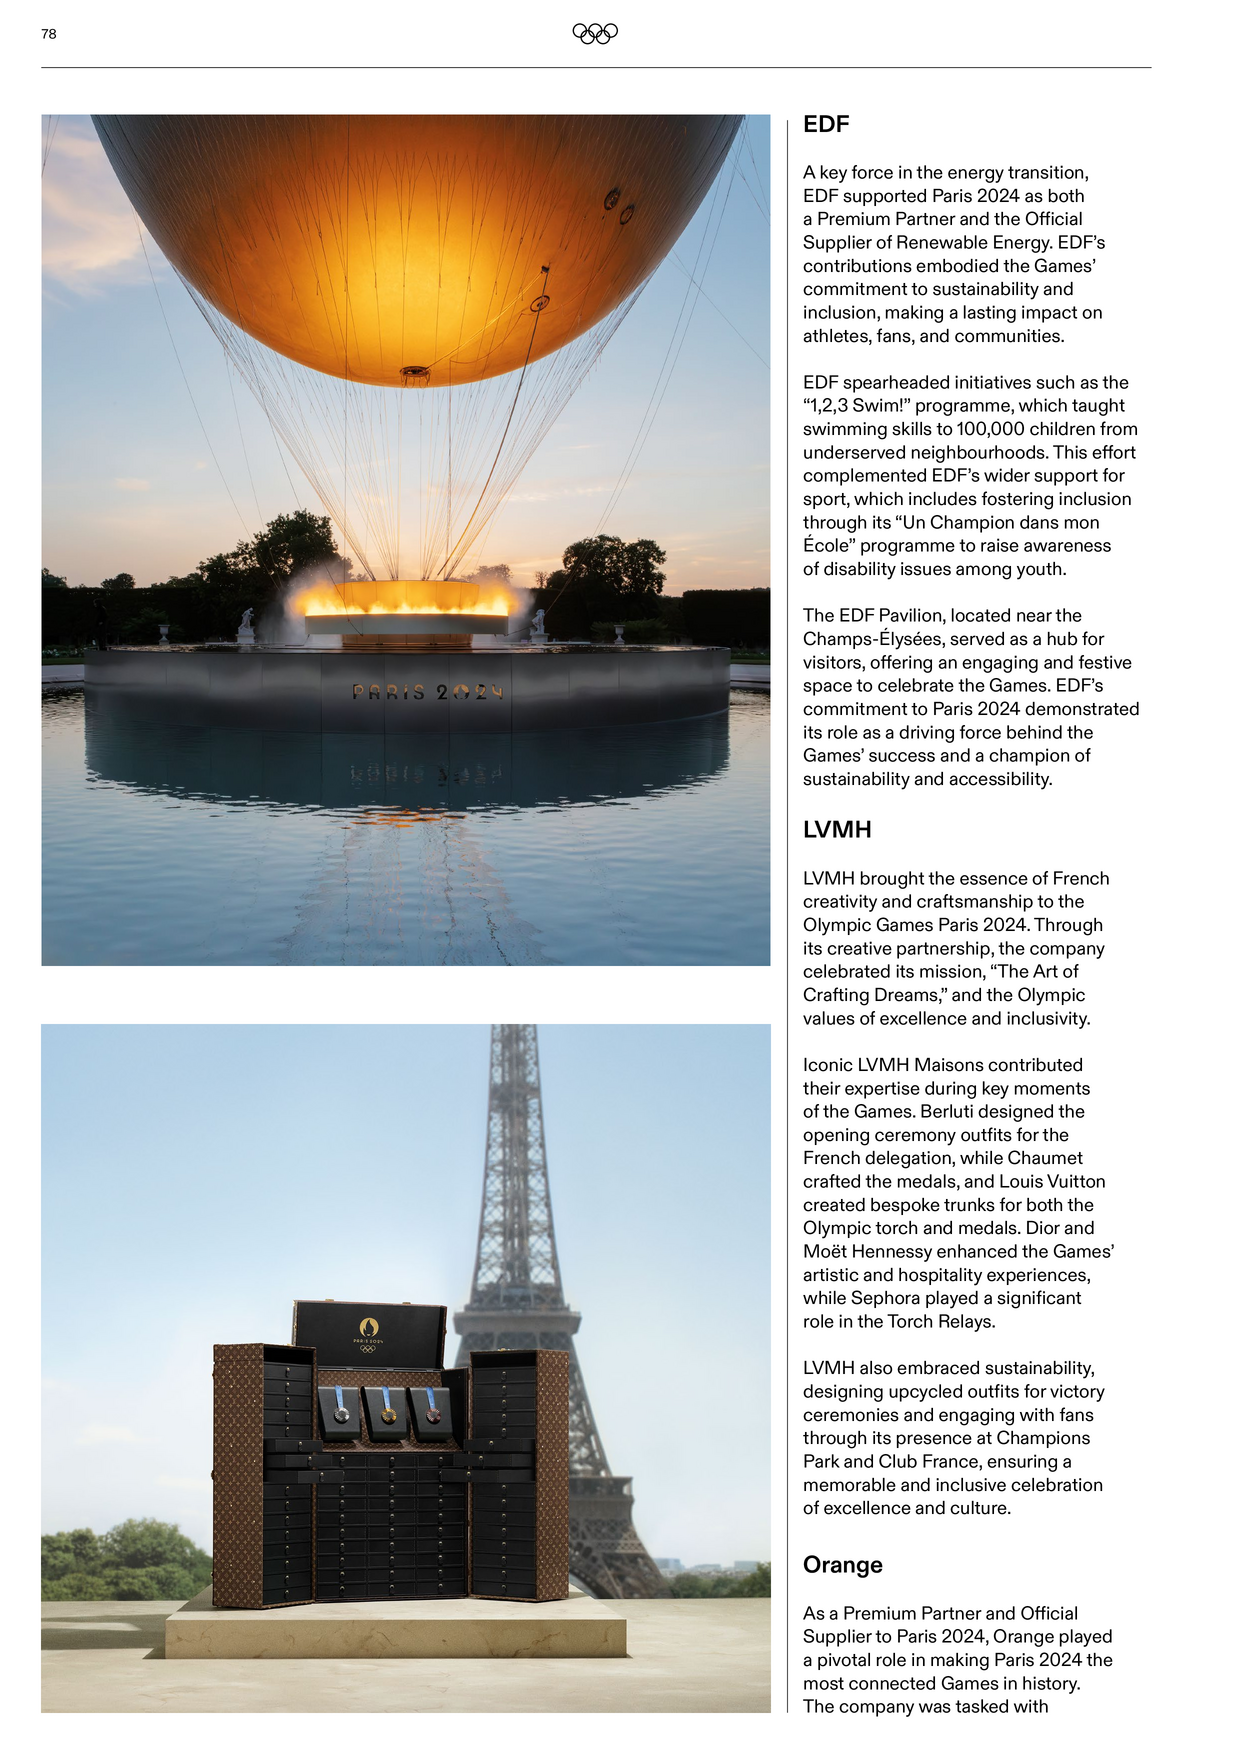 78
PARIS 2024
PARIS 2024
EDF
A key force in the energy transition,
EDF supported Paris 2024 as both
a Premium Partner and the Official
Supplier of Renewable Energy. EDF’s
contributions embodied the Games’
commitment to sustainability and
inclusion, making a lasting impact on
athletes, fans, and communities.
EDF spearheaded initiatives such as the
“1,2,3 Swim!” programme, which taught
swimming skills to 100,000 children from
underserved neighbourhoods. This effort
complemented EDF’s wider support for
sport, which includes fostering inclusion
through its “Un Champion dans mon
École” programme to raise awareness
of disability issues among youth.
The EDF Pavilion, located near the
Champs-Élysées, served as a hub for
visitors, offering an engaging and festive
space to celebrate the Games. EDF’s
commitment to Paris 2024 demonstrated
its role as a driving force behind the
Games’ success and a champion of
sustainability and accessibility.
LVMH
LVMH brought the essence of French
creativity and craftsmanship to the
Olympic Games Paris 2024. Through
its creative partnership, the company
celebrated its mission, “The Art of
Crafting Dreams,” and the Olympic
values of excellence and inclusivity.
Iconic LVMH Maisons contributed
their expertise during key moments
of the Games. Berluti designed the
opening ceremony outfits for the
French delegation, while Chaumet
crafted the medals, and Louis Vuitton
created bespoke trunks for both the
Olympic torch and medals. Dior and
Moët Hennessy enhanced the Games’
artistic and hospitality experiences,
while Sephora played a significant
role in the Torch Relays.
LVMH also embraced sustainability,
designing upcycled outfits for victory
ceremonies and engaging with fans
through its presence at Champions
Park and Club France, ensuring a
memorable and inclusive celebration
of excellence and culture.
Orange
As a Premium Partner and Official
Supplier to Paris 2024, Orange played
a pivotal role in making Paris 2024 the
most connected Games in history.
The company was tasked with